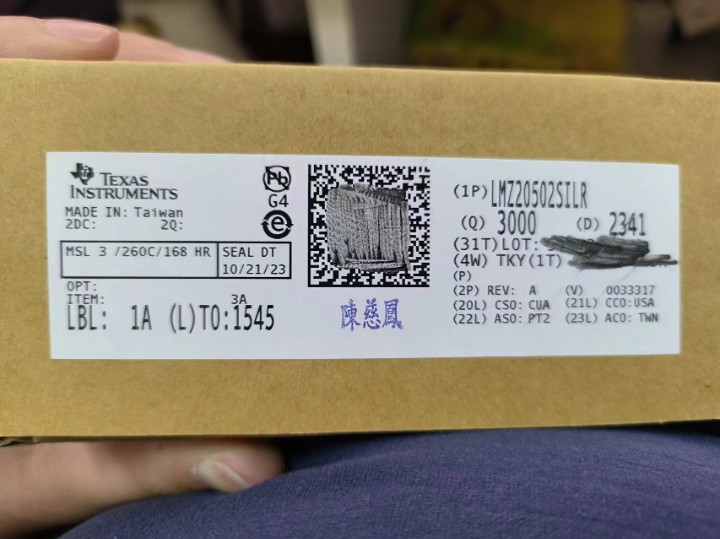 TEXAS
INSTRUMENTS
MADE IN: Taiwan
2DC: 2Q:
MSL 3 /260C/168 HR
SEAL DT
10/21/23
OPT:
ITEM: 3A
LBL: 1A (L)TO:1545
Pb
G4
e
陳慈鳳
(1P) LMZ20502SILR
(Q) 3000 (D) 2341
(31T) LOT:
(4W) TKY (1T)
(P)
(2P) REV: A (V) 0033317
(20L) CSO: CUA (21L) CCO: USA
(22L) ASO: PT2 (23L) ACO: TWN